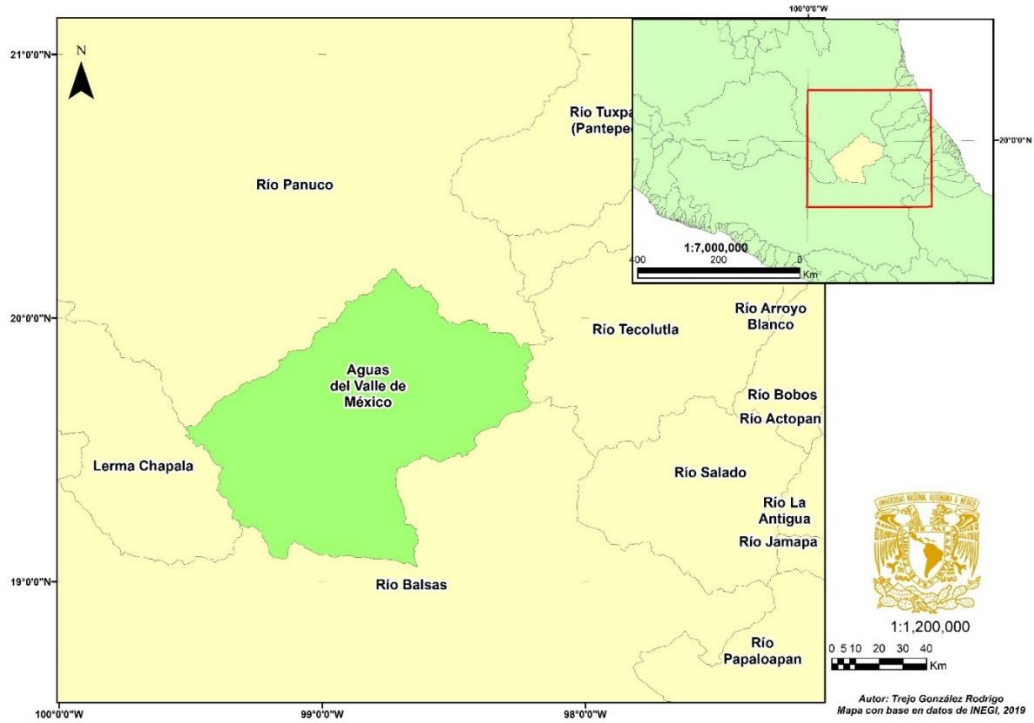 100°0'0"W
21°0'0"N
N
Río Panuco
20°0'0"N
1:7,000,000
400
200
0
Km
20°0'0"N
Río Arroyo
Blanco
Río Tecolutla
Aguas
del Valle de
México
Río Bobos
Río Actopan
Lerma Chapala
Río Salado
Río La
Antigua
Río Jamapa
19°0'0"N
Río Balsas
Río
Papaloapan
1:1,200,000
0 5 10 20 30 40
Km
100°0'0"W
99°0'0"W
98°0'0"W
Autor: Trejo González Rodrigo
Mapa con base en datos de INEGI, 2019